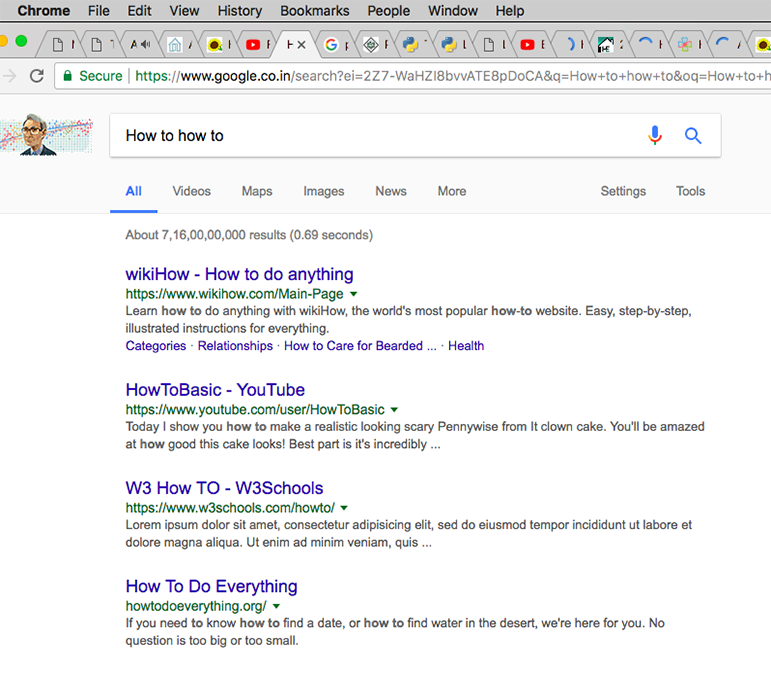 Chrome File Edit View History Bookmarks People Window Help
Secure https://www.google.co.in/search?ei=2Z7-WaHZI8bvvATE8pDoCA&q=How+to+how+to&oq=How+to+h
How to how to
All Videos Maps Images News More Settings Tools
About 7,16,00,00,000 results (0.69 seconds)
wikiHow - How to do anything
https://www.wikihow.com/Main-Page
Learn how to do anything with wikiHow, the world's most popular how-to website. Easy, step-by-step,
illustrated instructions for everything.
Categories · Relationships · How to Care for Bearded ... · Health
HowToBasic - YouTube
https://www.youtube.com/user/HowToBasic
Today I show you how to make a realistic looking scary Pennywise from It clown cake. You'll be amazed
at how good this cake looks! Best part is it's incredibly ...
W3 How TO - W3Schools
https://www.w3schools.com/howto/
Lorem ipsum dolor sit amet, consectetur adipisicing elit, sed do eiusmod tempor incididunt ut labore et
dolore magna aliqua. Ut enim ad minim veniam, quis ...
How To Do Everything
howtodoeverything.org/
If you need to know how to find a date, or how to find water in the desert, we're here for you. No
question is too big or too small.